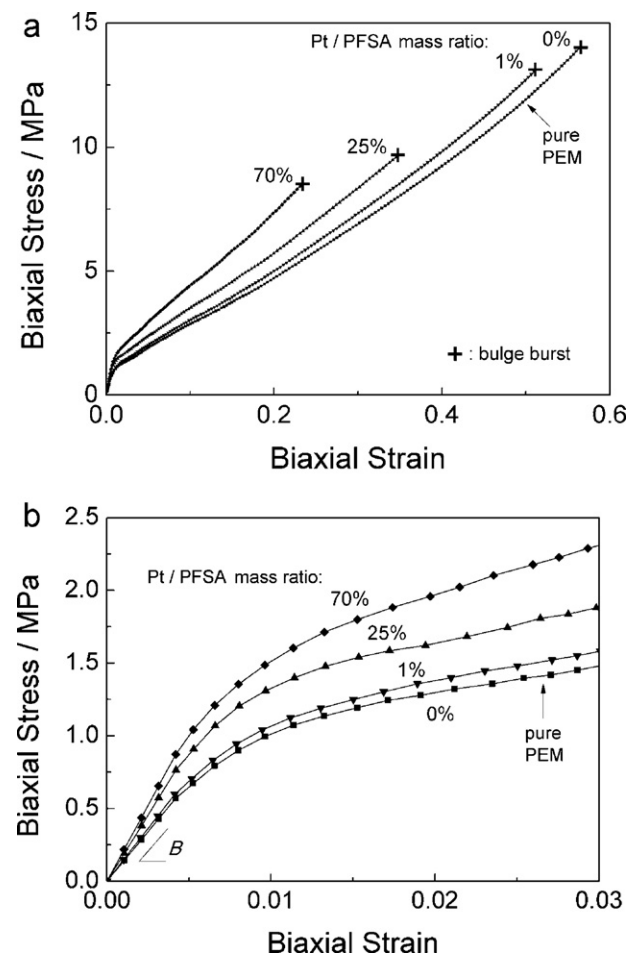 a
15
10
5
0
Biaxial Stress / MPa
Pt / PFSA mass ratio:
0%
1%
25%
70%
pure
PEM
+ : bulge burst
0.0
0.2
0.4
0.6
Biaxial Strain
b
2.5
2.0
1.5
1.0
0.5
0.0
Biaxial Stress / MPa
Pt / PFSA mass ratio:
70%
25%
1%
0%
pure
PEM
B
0.00
0.01
0.02
0.03
Biaxial Strain